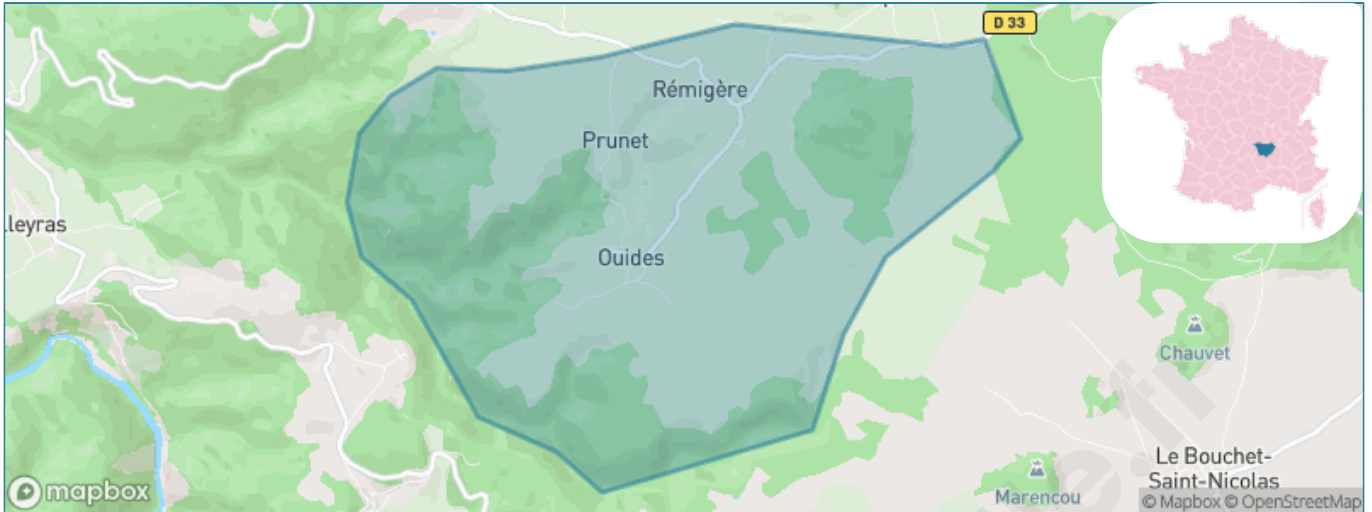 D 33
Rémigère
Prunet
lleyras
Ouides
Chauvet
Le Bouchet-
Saint-Nicolas
Marencou
mapbox
© Mapbox © OpenStreetMap